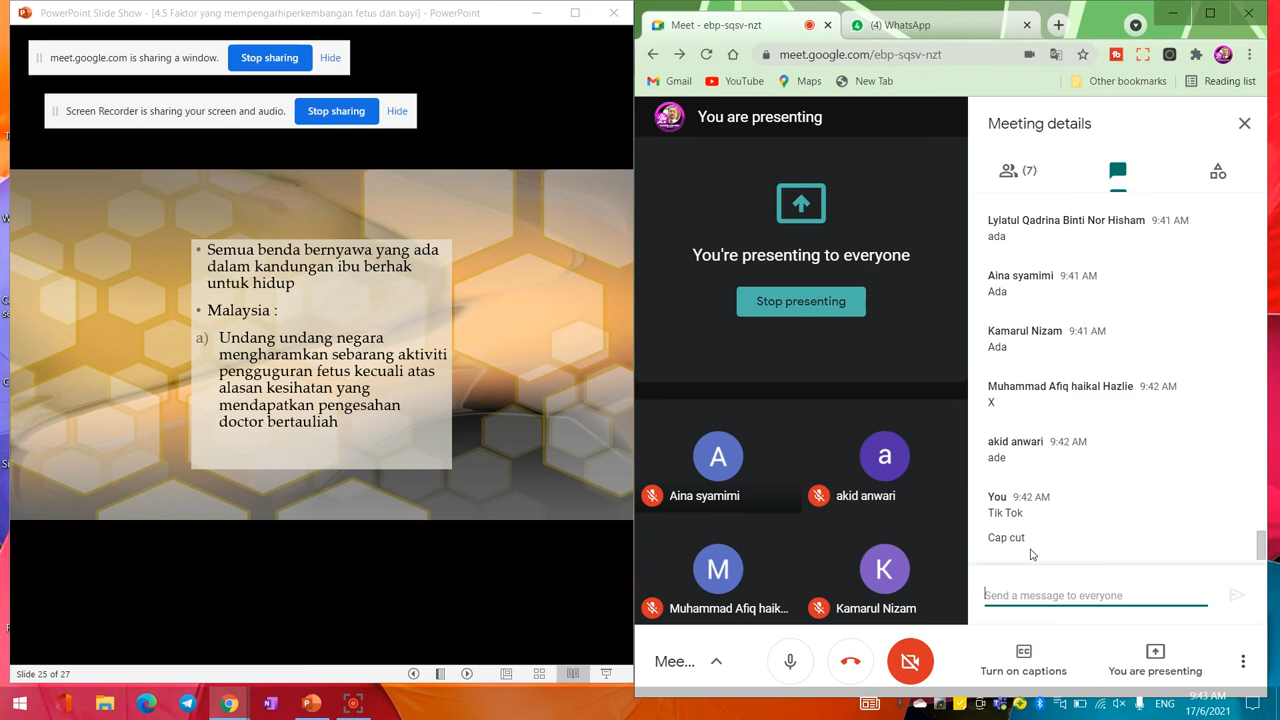 PowerPoint Slide Show - [4.5 Faktor yang mempengarhiperkembangan fetus dan bayi] - PowerPoint
meet.google.com is sharing a window.
Stop sharing
Hide
Screen Recorder is sharing your screen and audio.
Stop sharing
Hide
• Semua benda bernyawa yang ada
dalam kandungan ibu berhak
untuk hidup
• Malaysia :
a) Undang undang negara
mengharamkan sebarang aktiviti
pengguguran fetus kecuali atas
alasan kesihatan yang
mendapatkan pengesahan
doctor bertauliah
Slide 25 of 27
Meet - ebp-sqsv-nzt
(4) WhatsApp
meet.google.com/ebp-sqsv-nzt
Gmail
YouTube
Maps
New Tab
Other bookmarks
Reading list
You are presenting
You're presenting to everyone
Stop presenting
A
Aina syamimi
a
akid anwari
M
Muhammad Afiq haik...
K
Kamarul Nizam
Meeting details
(7)
Lylatul Qadrina Binti Nor Hisham 9:41 AM
ada
Aina syamimi 9:41 AM
Ada
Kamarul Nizam 9:41 AM
Ada
Muhammad Afiq haikal Hazlie 9:42 AM
X
akid anwari 9:42 AM
ade
You 9:42 AM
Tik Tok
Cap cut
Send a message to everyone
Mee...
Turn on captions
You are presenting
ENG
9:43 AM
17/6/2021